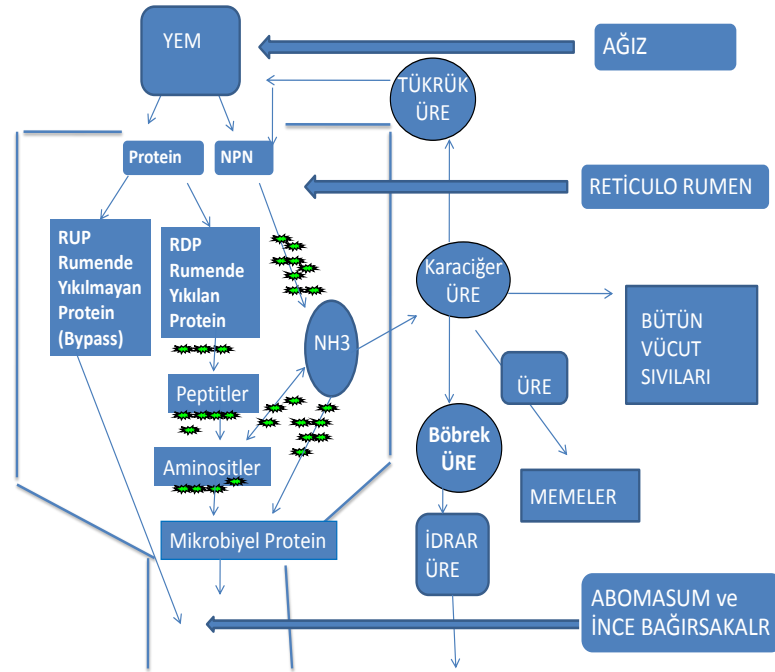 YEM
AĞIZ
TÜKRÜK
ÜRE
Protein
NPN
RETİCULO RUMEN
RUP
Rumende
Yıkılmayan
Protein
(Bypass)
RDP
Rumende
Yıkılan
Protein
Karaciğer
ÜRE
NH3
BÜTÜN
VÜCUT
SIVILARI
ÜRE
Peptitler
Böbrek
ÜRE
Aminositler
MEMELER
Mikrobiyel Protein
İDRAR
ÜRE
ABOMASUM ve
İNCE BAĞIRSAKALR